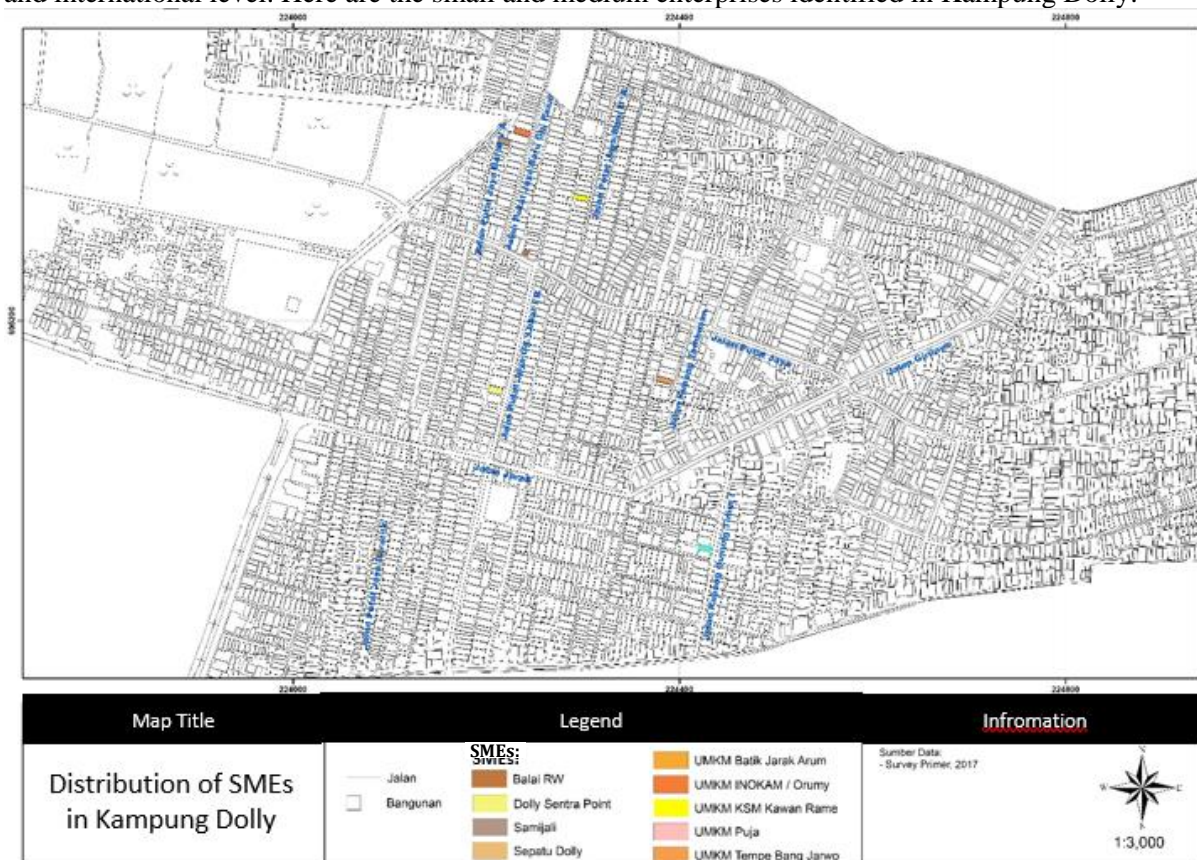 and international level. Here are the small and medium enterprises identified in Kampung Dolly.
224000 224400 224800
Jalan Putat Jaya
Jalan Girilaya
Jalan Jarak
224000 224400 224800
Map Title
Legend
Infromation
Distribution of SMEs
in Kampung Dolly
Jalan
Bangunan
SMEs:
Balai RW
Dolly Sentra Point
Samijali
Sepatu Dolly
UMKM Batik Jarak Arum
UMKM INOKAM / Orumy
UMKM KSM Kawan Rame
UMKM Puja
UMKM Tempe Bang Jarwo
Sumber Data:
- Survey Primer, 2017
N
W E
S
1:3,000